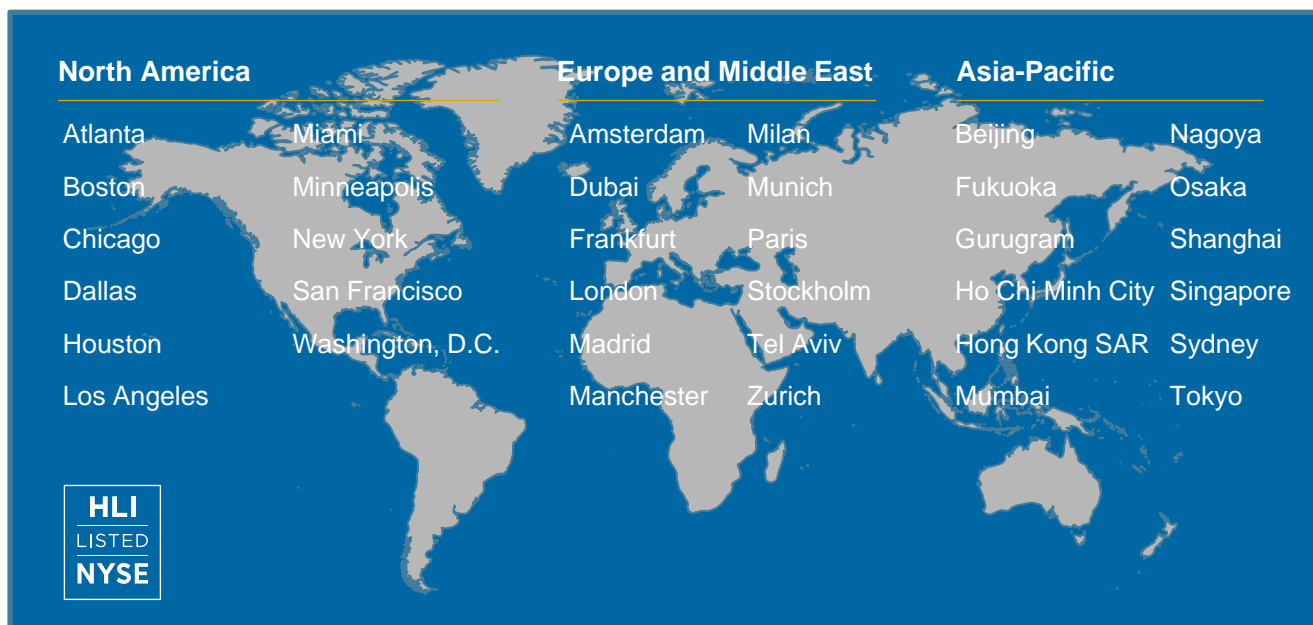 North America
Atlanta
Boston
Chicago
Dallas
Houston
Los Angeles
Miami
Minneapolis
New York
San Francisco
Washington, D.C.
Europe and Middle East
Amsterdam
Dubai
Frankfurt
London
Madrid
Manchester
Milan
Munich
Paris
Stockholm
Tel Aviv
Zurich
Asia-Pacific
Beijing
Fukuoka
Gurugram
Ho Chi Minh City
Hong Kong SAR
Mumbai
Nagoya
Osaka
Shanghai
Singapore
Sydney
Tokyo
HLI
LISTED
NYSE